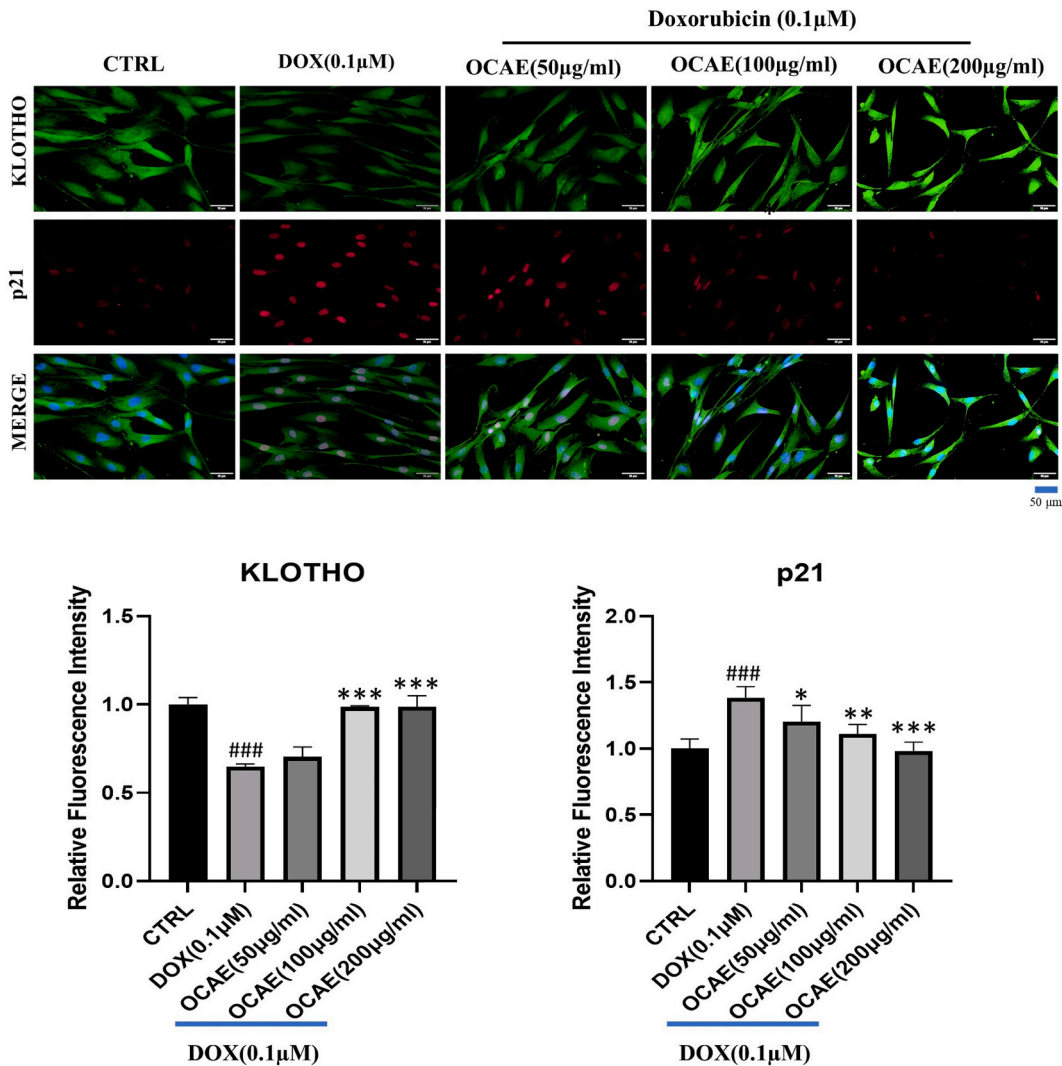 Doxorubicin (0.1μM)
CTRL
DOX(0.1μM)
OCAE(50μg/ml)
OCAE(100μg/ml)
OCAE(200μg/ml)
KLOTHO
p21
MERGE
50 μm
KLOTHO
Relative Fluorescence Intensity
1.5
1.0
0.5
0.0
###
***
***
CTRL
DOX(0.1μM)
OCAE(50μg/ml)
OCAE(100μg/ml)
OCAE(200μg/ml)
DOX(0.1μM)
p21
Relative Fluorescence Intensity
2.0
1.5
1.0
0.5
0.0
###
*
**
***
CTRL
DOX(0.1μM)
OCAE(50μg/ml)
OCAE(100μg/ml)
OCAE(200μg/ml)
DOX(0.1μM)